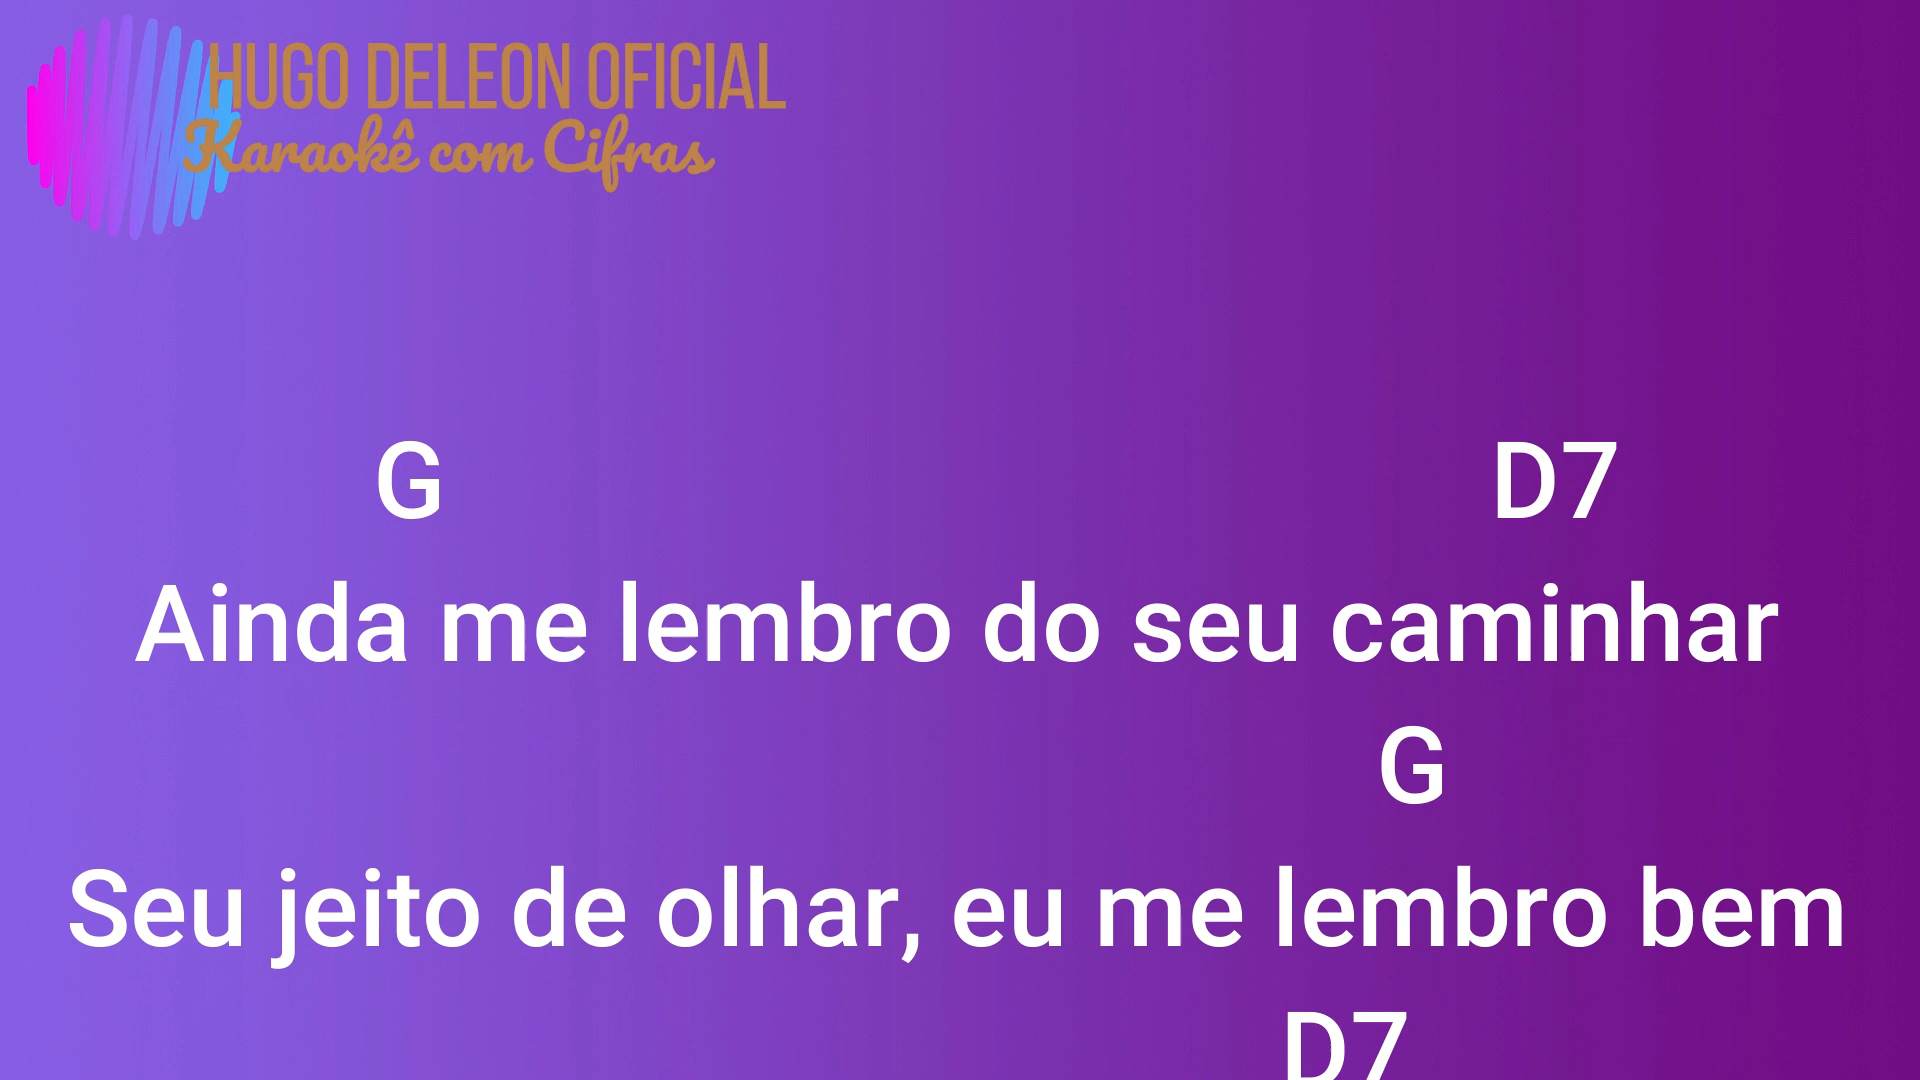 HUGO DELEON OFICIAL
Karaokê com Cifras
G D7
Ainda me lembro do seu caminhar
G
Seu jeito de olhar, eu me lembro bem
D7